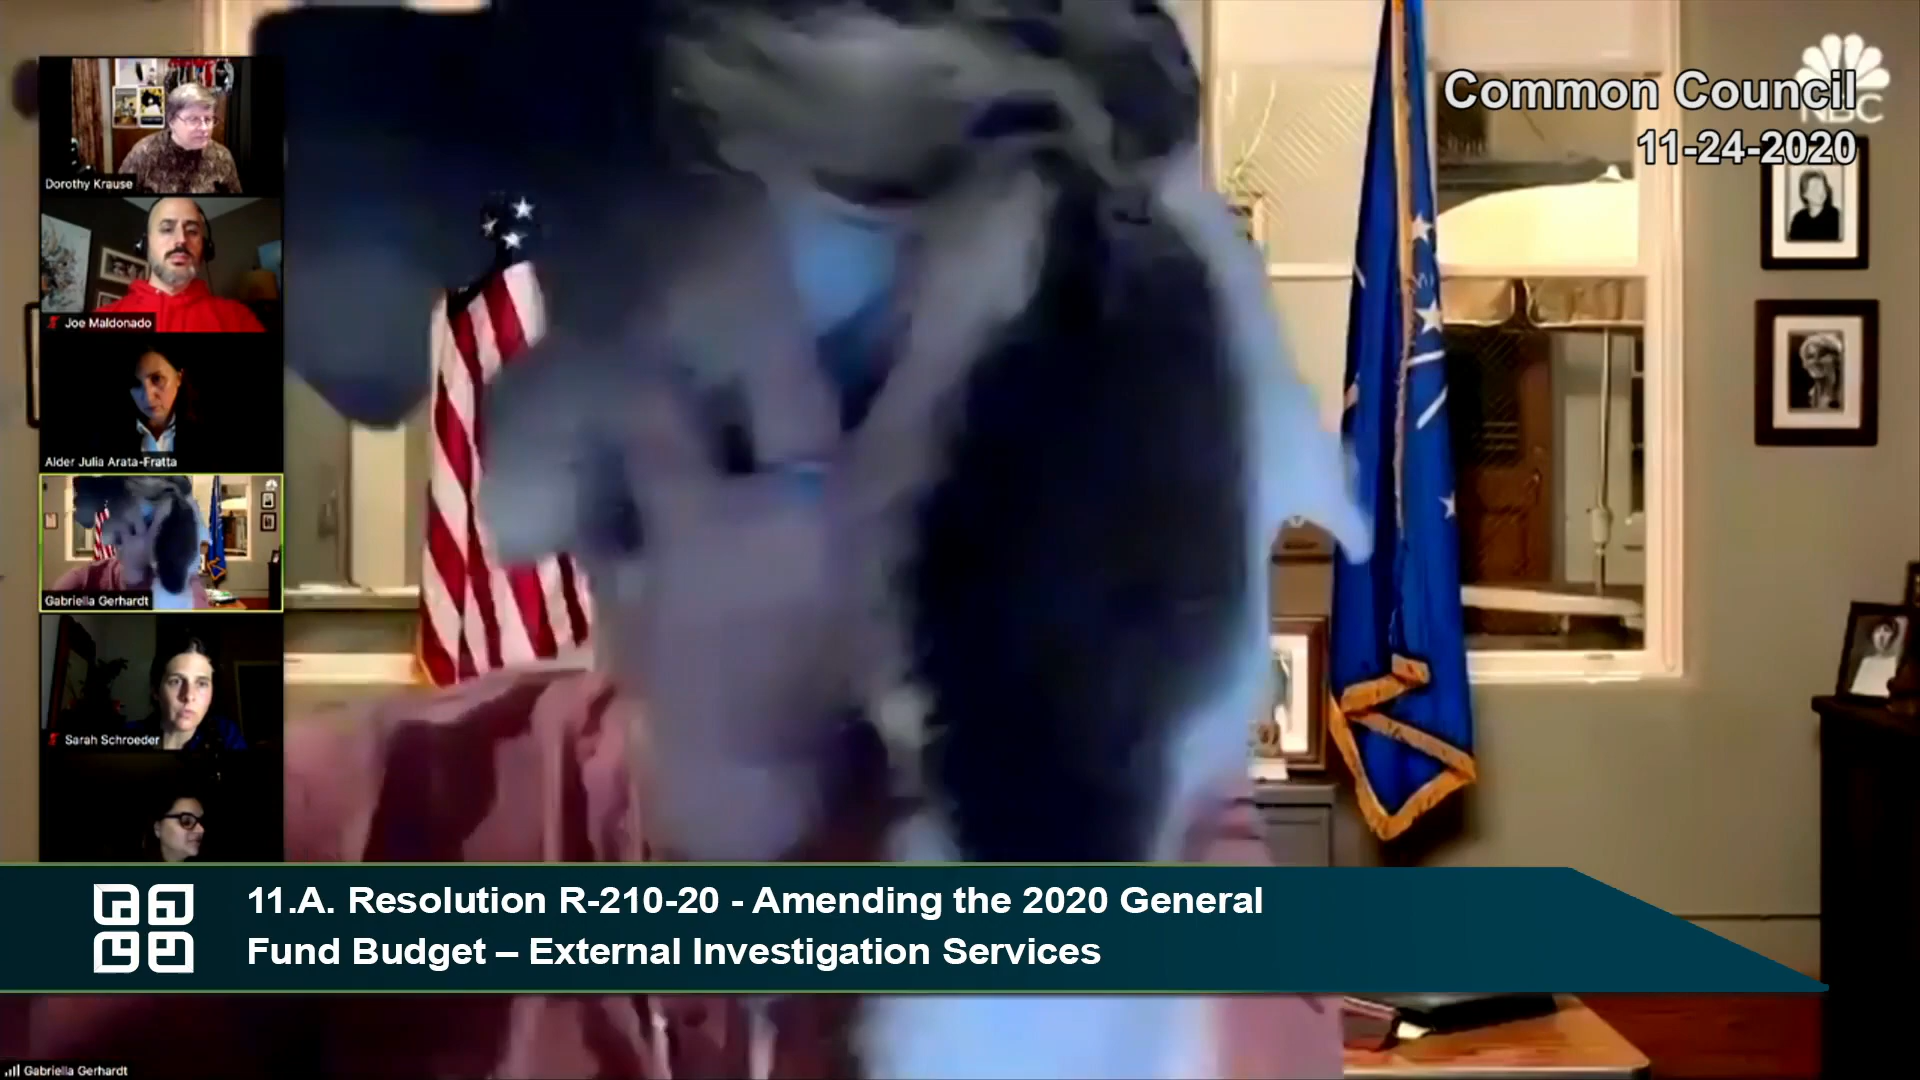 NBC
Common Council
11-24-2020
Dorothy Krause
Joe Maldonado
Alder Julia Arata-Fratta
Gabriella Gerhardt
Sarah Schroeder
11.A. Resolution R-210-20 - Amending the 2020 General
Fund Budget – External Investigation Services
Gabriella Gerhardt